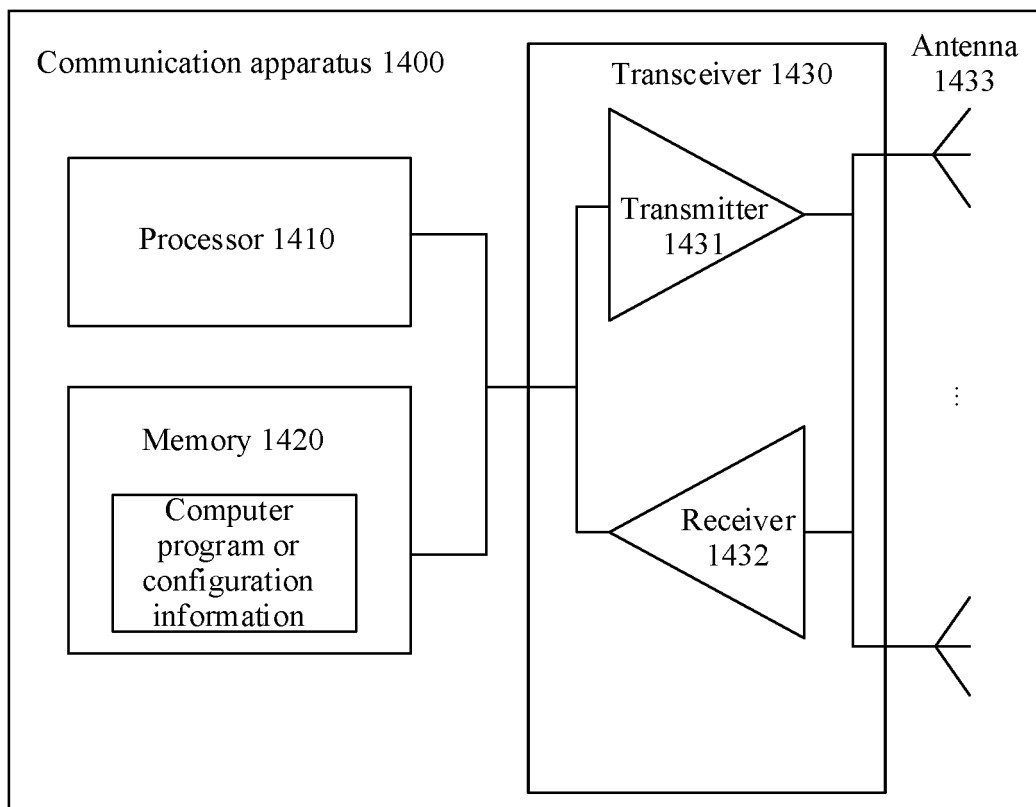 Communication apparatus 1400
Processor 1410
Memory 1420
Computer
program or
configuration
information
Transceiver 1430
Transmitter
1431
Receiver
1432
Antenna
1433
⋮